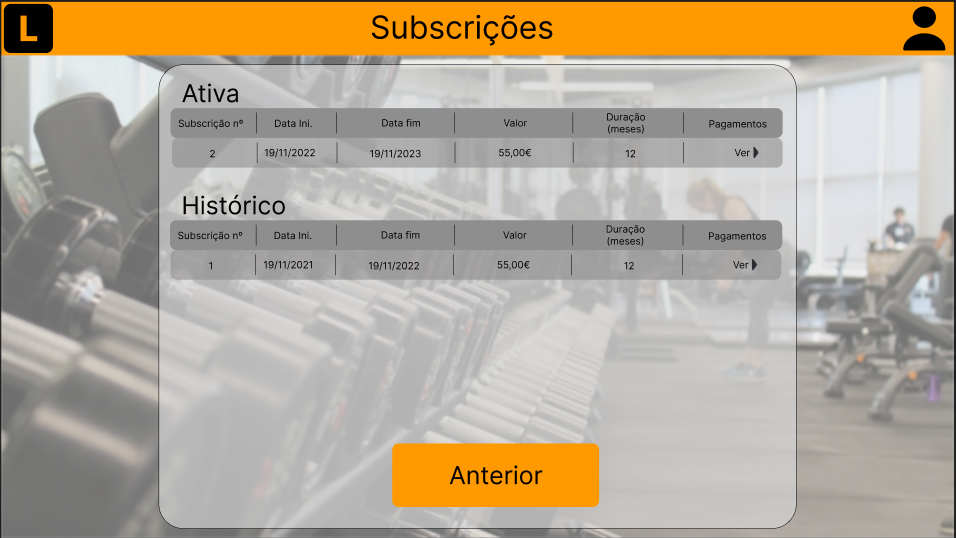 L
Subscrições
Ativa
Subscrição nº Data Ini. Data fim Valor Duração (meses) Pagamentos
2 19/11/2022 19/11/2023 55,00€ 12 Ver
Histórico
Subscrição nº Data Ini. Data fim Valor Duração (meses) Pagamentos
1 19/11/2021 19/11/2022 55,00€ 12 Ver
Anterior